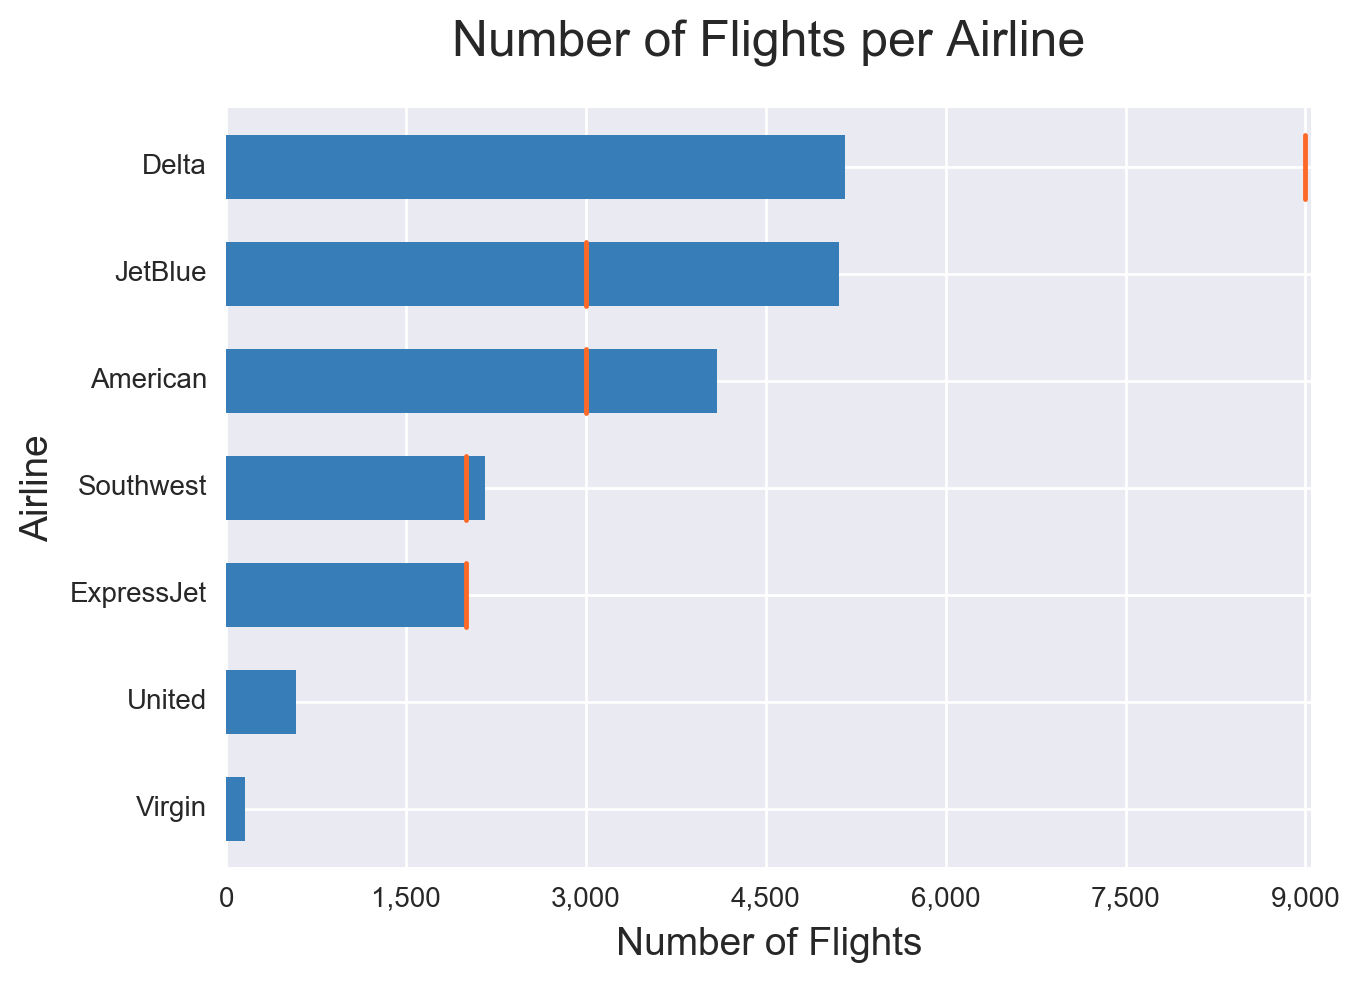 Number of Flights per Airline
Delta
JetBlue
American
Southwest
ExpressJet
United
Virgin
Airline
0 1,500 3,000 4,500 6,000 7,500 9,000
Number of Flights